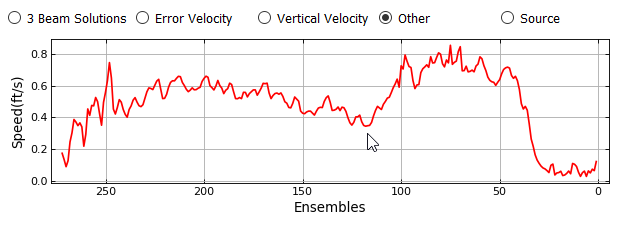 3 Beam Solutions Error Velocity Vertical Velocity Other Source
Speed(ft/s)
0.8
0.6
0.4
0.2
0.0
250 200 150 100 50 0
Ensembles